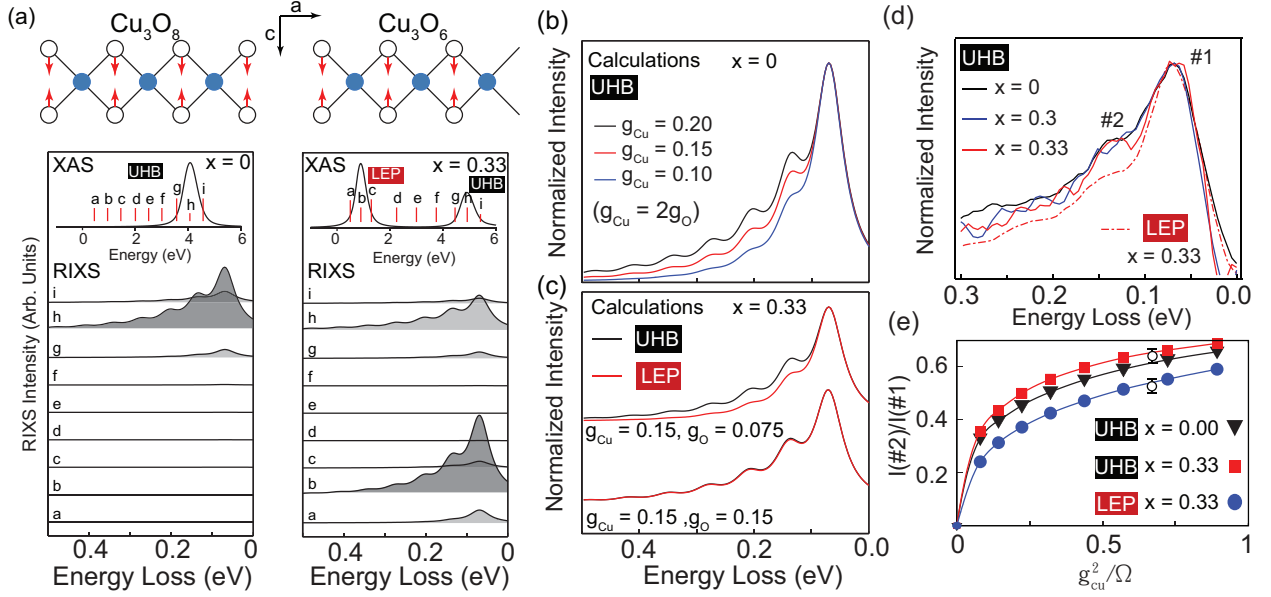 (a)
Cu3O8
a
c
Cu3O6
XAS
UHB
x = 0
a b c d e f g h i
0 2 4 6
Energy (eV)
RIXS
i
h
g
f
e
d
c
b
a
0.4 0.2 0
Energy Loss (eV)
RIXS Intensity (Arb. Units)
XAS
x = 0.33
LEP
UHB
a b c d e f g h i
0 2 4 6
Energy (eV)
RIXS
i
h
g
f
e
d
c
b
a
0.4 0.2 0
Energy Loss (eV)
(b)
Calculations x = 0
UHB
gCu = 0.20
gCu = 0.15
gCu = 0.10
(gCu = 2gO)
Normalized Intensity
(c)
Calculations x = 0.33
UHB
LEP
gCu = 0.15, gO = 0.075
gCu = 0.15 ,gO = 0.15
Normalized Intensity
0.4 0.2 0.0
Energy Loss (eV)
(d)
UHB
x = 0
x = 0.3
x = 0.33
#1
#2
LEP
x = 0.33
Normalized Intensity
0.3 0.2 0.1 0.0
Energy Loss (eV)
(e)
0.6
0.4
0.2
I(#2)/I(#1)
UHB x = 0.00
UHB x = 0.33
LEP x = 0.33
0 0.5 1
g²cu/Ω